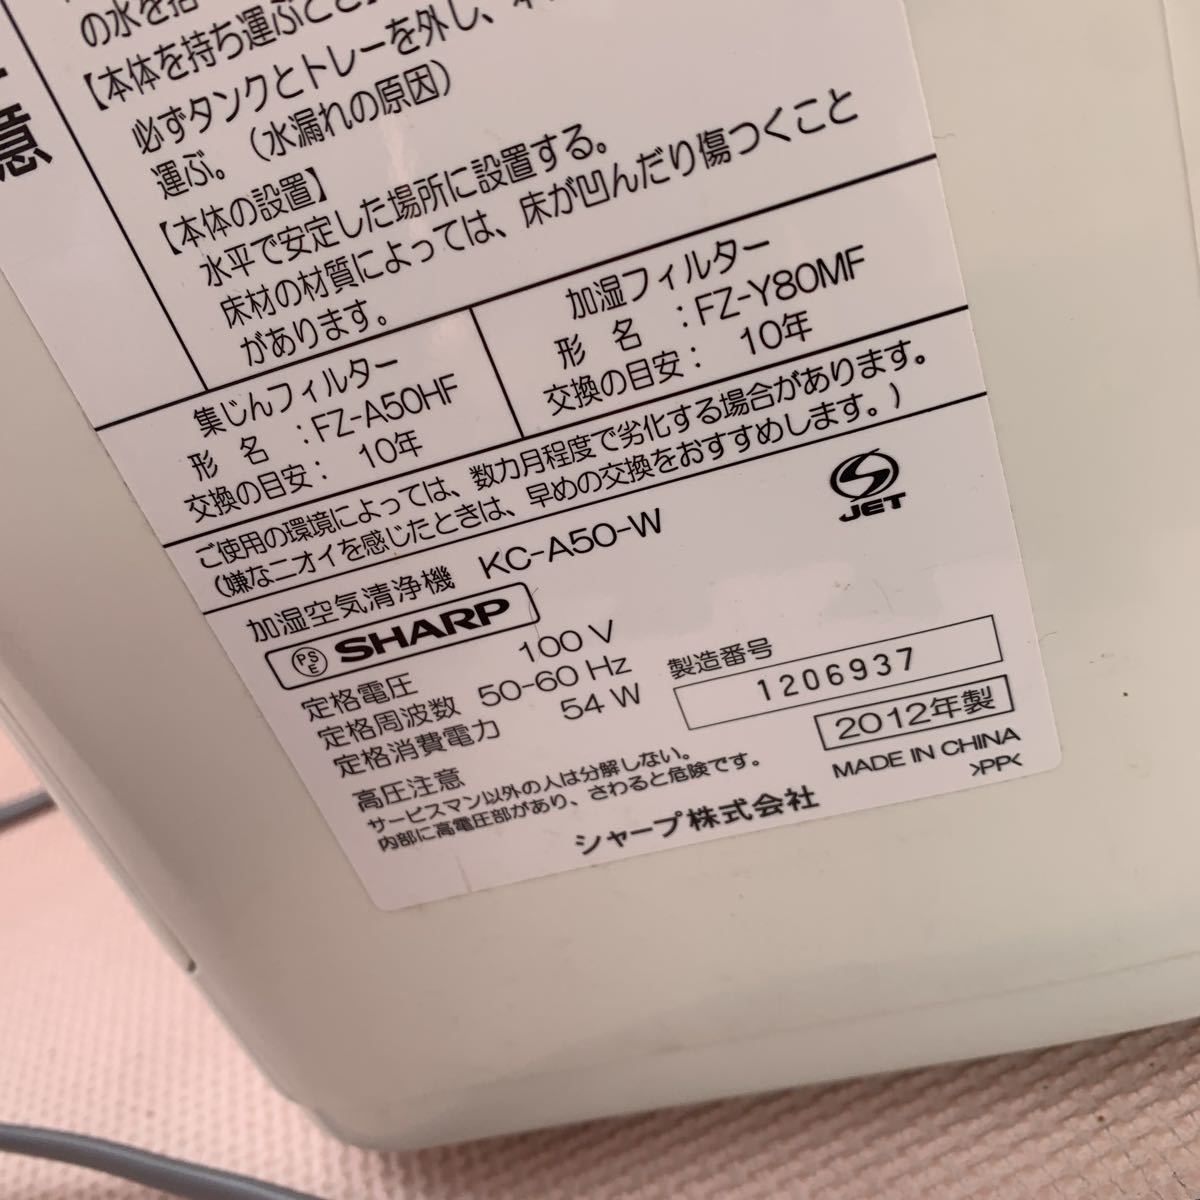 の水を捨
【本体を持ち運ぶとき】
必ずタンクとトレーを外し、
運ぶ。（水漏れの原因）
【本体の設置】
水平で安定した場所に設置する。
床材の材質によっては、床が凹んだり傷つくこと
があります。
意
集じんフィルター
形名：FZ-A50HF
交換の目安：10年
加湿フィルター
形名：FZ-Y80MF
交換の目安：10年
ご使用の環境によっては、数カ月程度で劣化する場合があります。
（嫌なニオイを感じたときは、早めの交換をおすすめします。）
加湿空気清浄機 KC-A50-W
JET
PSE SHARP
定格電圧 100 V
定格周波数 50-60 Hz
定格消費電力 54 W
製造番号
1206937
2012年製
MADE IN CHINA
>PP<
高圧注意
サービスマン以外の人は分解しない。
内部に高電圧部があり、さわると危険です。
シャープ株式会社